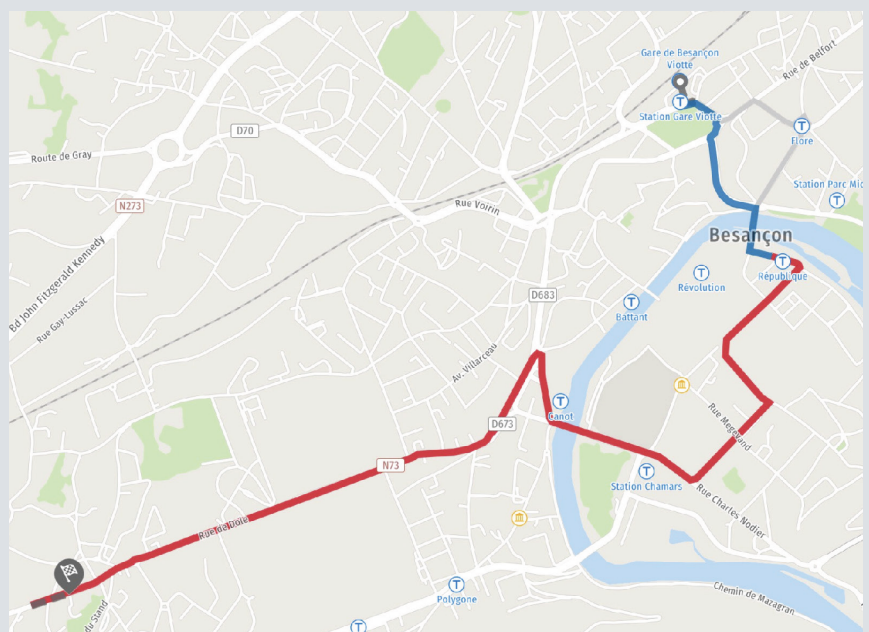 Gare de Besançon
Viotte
Rue de Belfort
T
Station Gare Viotte
D70
T
Flore
Route de Gray
Station Parc Mic
T
N273
Rue Voirin
Besançon
T
République
T
Révolution
Bd John Fitzgerald Kennedy
Rue Gay-Lussac
D683
T
Battant
Av. Villarceau
T
Canot
D673
Rue Mégevand
N73
T
Station Chamars
Rue Charles Nodier
Rue de Dole
T
Polygone
Chemin de Mazagran
du Stand
T